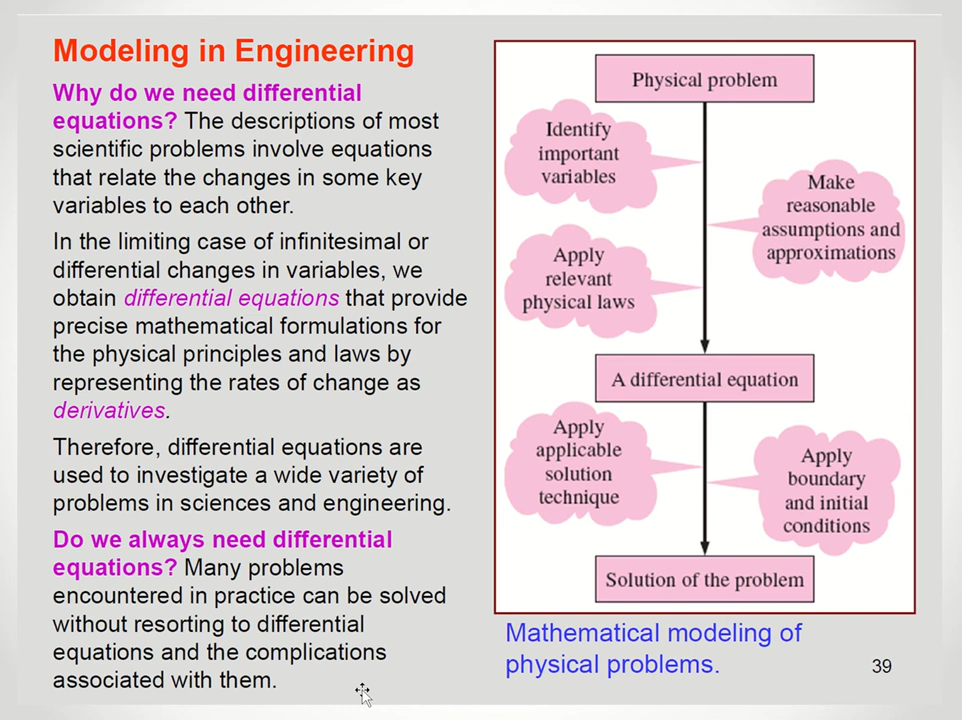 Modeling in Engineering
Why do we need differential
equations? The descriptions of most
scientific problems involve equations
that relate the changes in some key
variables to each other.
In the limiting case of infinitesimal or
differential changes in variables, we
obtain differential equations that provide
precise mathematical formulations for
the physical principles and laws by
representing the rates of change as
derivatives.
Therefore, differential equations are
used to investigate a wide variety of
problems in sciences and engineering.
Do we always need differential
equations? Many problems
encountered in practice can be solved
without resorting to differential
equations and the complications
associated with them.
Physical problem
Identify
important
variables
Make
reasonable
assumptions and
approximations
Apply
relevant
physical laws
A differential equation
Apply
applicable
solution
technique
Apply
boundary
and initial
conditions
Solution of the problem
Mathematical modeling of
physical problems.
39